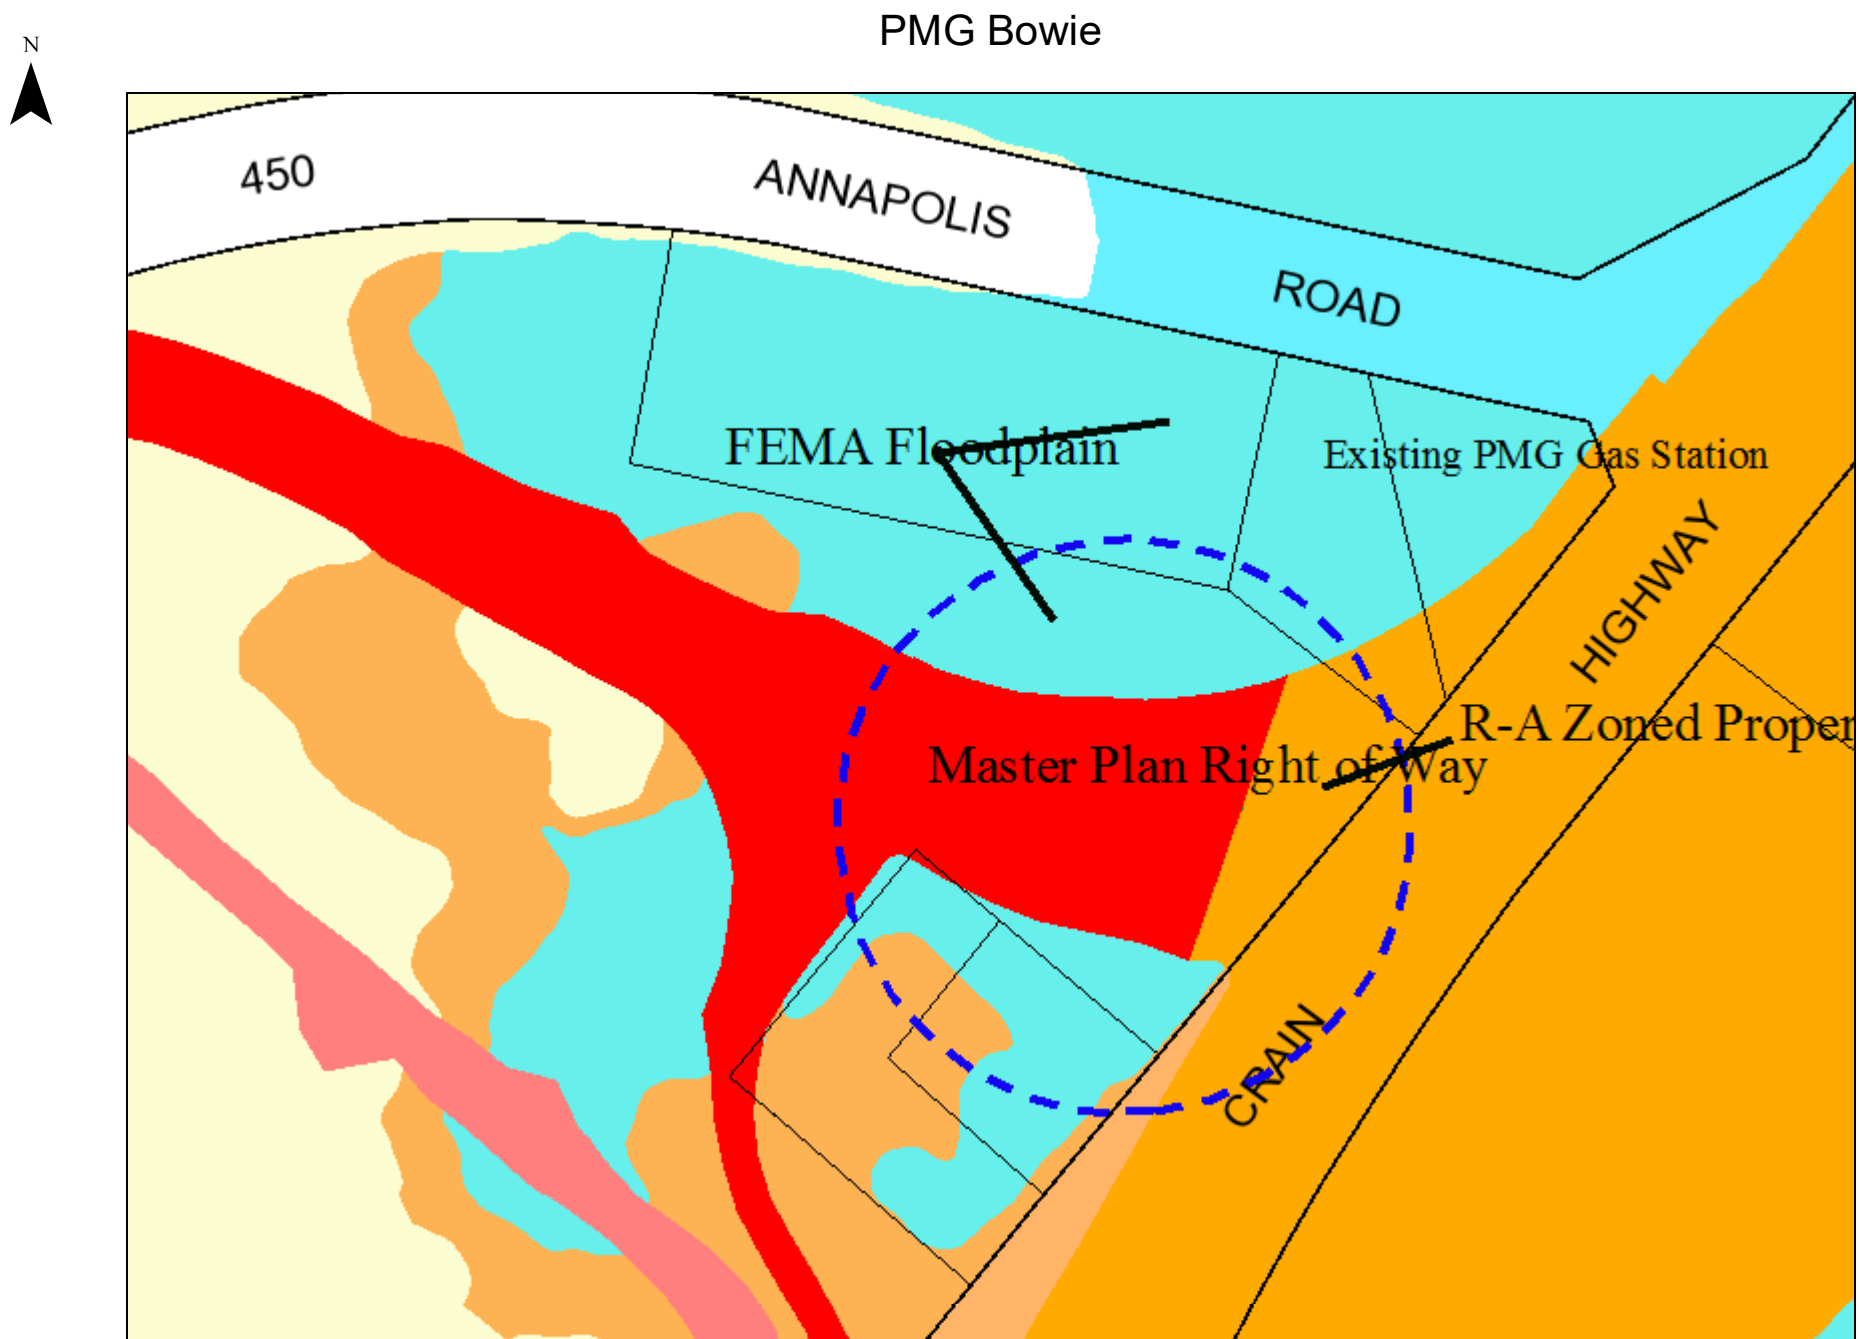 PMG Bowie
N
450
ANNAPOLIS
ROAD
FEMA Floodplain
Existing PMG Gas Station
HIGHWAY
R-A Zoned Proper
Master Plan Right of Way
CRAIN